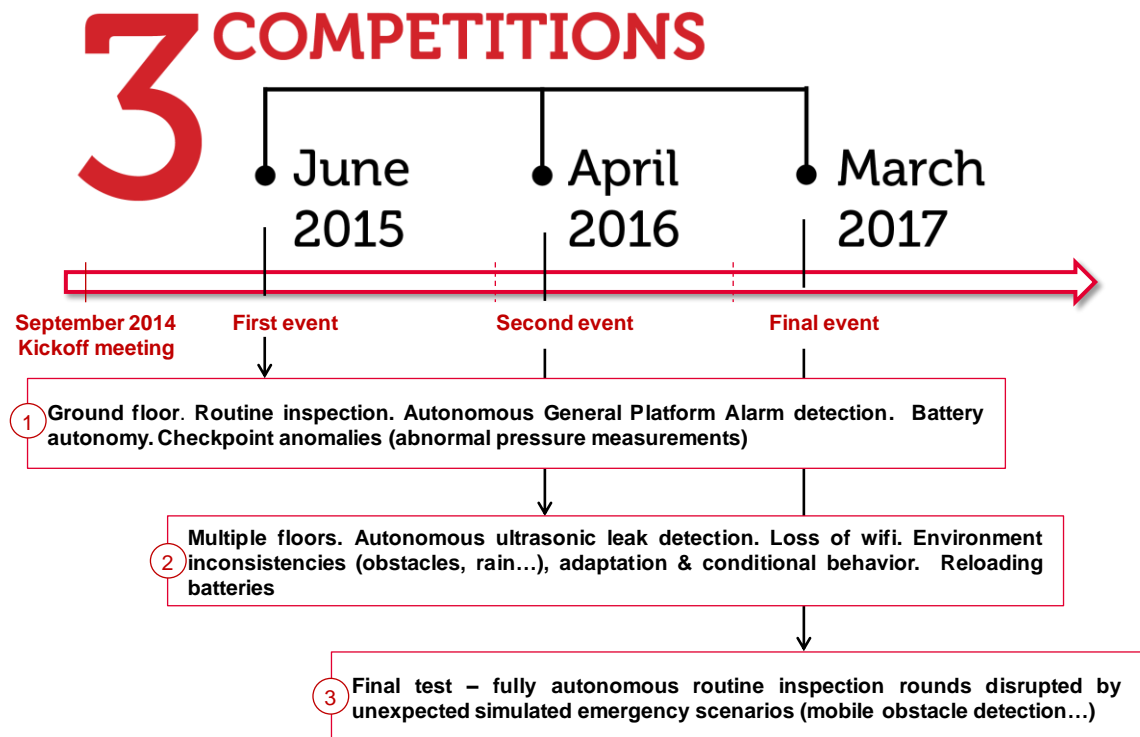 3 COMPETITIONS
June
2015
April
2016
March
2017
September 2014
Kickoff meeting
First event
Second event
Final event
1
Ground floor. Routine inspection. Autonomous General Platform Alarm detection. Battery
autonomy. Checkpoint anomalies (abnormal pressure measurements)
2
Multiple floors. Autonomous ultrasonic leak detection. Loss of wifi. Environment
inconsistencies (obstacles, rain…), adaptation & conditional behavior. Reloading
batteries
3
Final test – fully autonomous routine inspection rounds disrupted by
unexpected simulated emergency scenarios (mobile obstacle detection…)